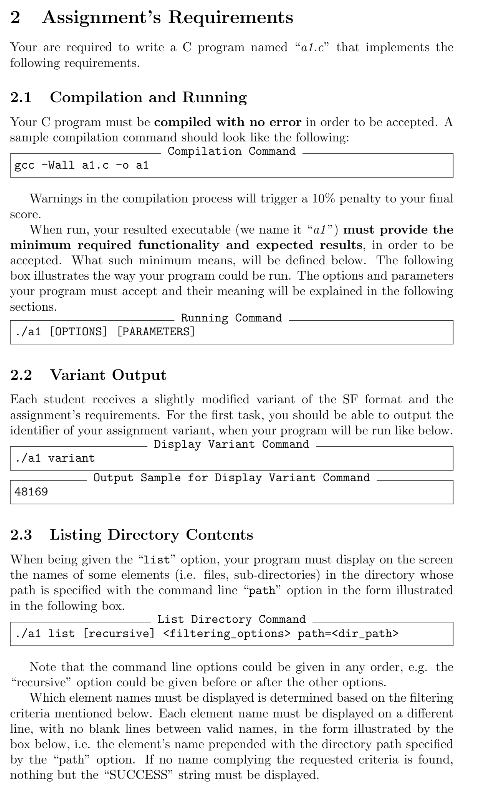 2 Assignment's Requirements
Your are required to write a C program named “a1.c” that implements the
following requirements.
2.1 Compilation and Running
Your C program must be compiled with no error in order to be accepted. A
sample compilation command should look like the following:
Compilation Command
gcc -Wall a1.c -o a1
Warnings in the compilation process will trigger a 10% penalty to your final
score.
When run, your resulted executable (we name it “a1”) must provide the
minimum required functionality and expected results, in order to be
accepted. What such minimum means, will be defined below. The following
box illustrates the way your program could be run. The options and parameters
your program must accept and their meaning will be explained in the following
sections.
Running Command
./a1 [OPTIONS] [PARAMETERS]
2.2 Variant Output
Each student receives a slightly modified variant of the SF format and the
assignment's requirements. For the first task, you should be able to output the
identifier of your assignment variant, when your program will be run like below.
Display Variant Command
./a1 variant
Output Sample for Display Variant Command
48169
2.3 Listing Directory Contents
When being given the “list” option, your program must display on the screen
the names of some elements (i.e. files, sub-directories) in the directory whose
path is specified with the command line “path” option in the form illustrated
in the following box.
List Directory Command
./a1 list [recursive] <filtering_options> path=<dir_path>
Note that the command line options could be given in any order, e.g. the
“recursive” option could be given before or after the other options.
Which element names must be displayed is determined based on the filtering
criteria mentioned below. Each element name must be displayed on a different
line, with no blank lines between valid names, in the form illustrated by the
box below, i.e. the element's name prepended with the directory path specified
by the “path” option. If no name complying the requested criteria is found,
nothing but the “SUCCESS” string must be displayed.